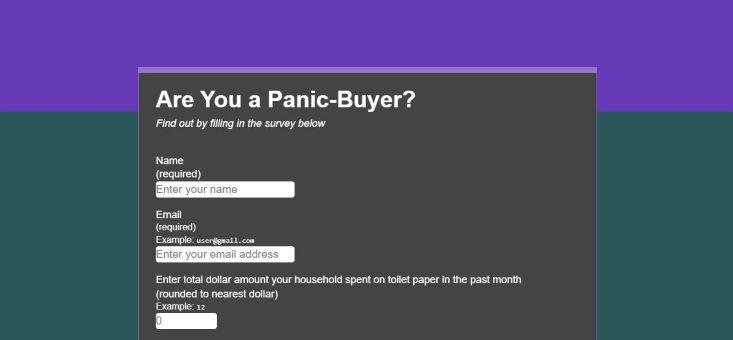 Are You a Panic-Buyer?
Find out by filling in the survey below
Name
(required)
Enter your name
Email
(required)
Example: user@gmail.com
Enter your email address
Enter total dollar amount your household spent on toilet paper in the past month
(rounded to nearest dollar)
Example: 12
0